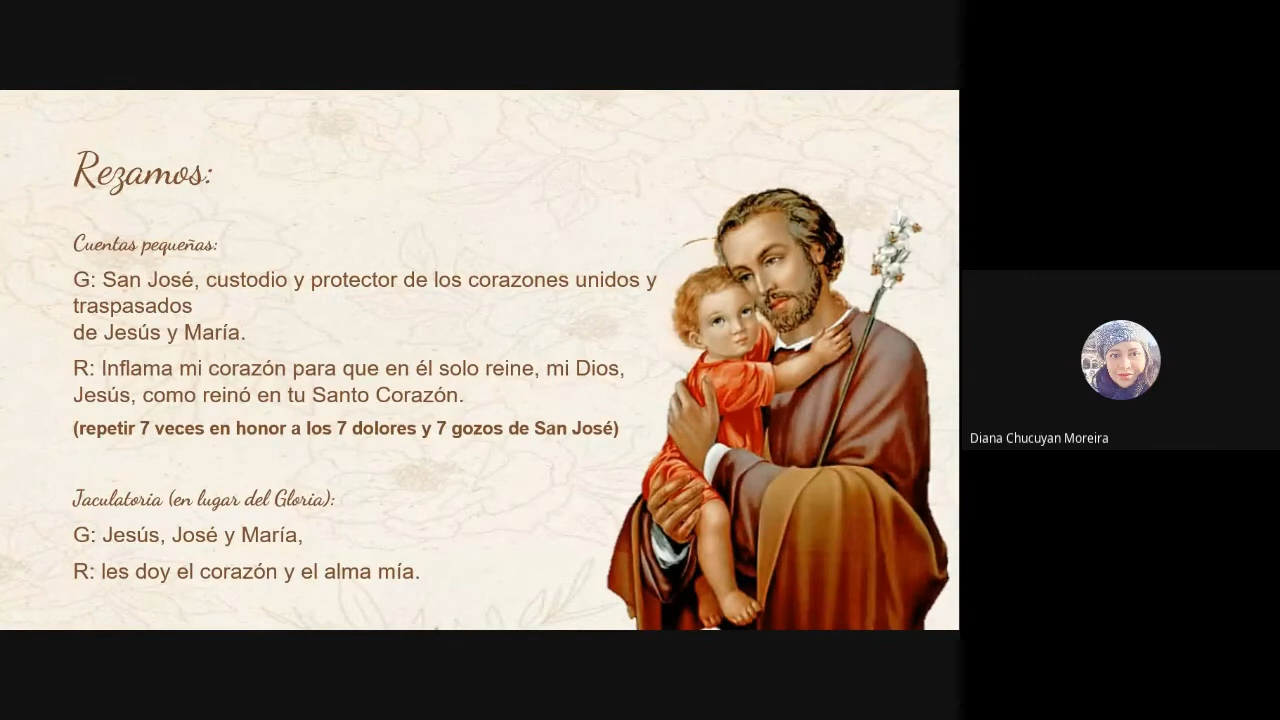 Rezamos:
Cuentas pequeñas:
G: San José, custodio y protector de los corazones unidos y
traspasados
de Jesús y María.
R: Inflama mi corazón para que en él solo reine, mi Dios,
Jesús, como reinó en tu Santo Corazón.
(repetir 7 veces en honor a los 7 dolores y 7 gozos de San José)
Jaculatoria (en lugar del Gloria):
G: Jesús, José y María,
R: les doy el corazón y el alma mía.
Diana Chucuyan Moreira